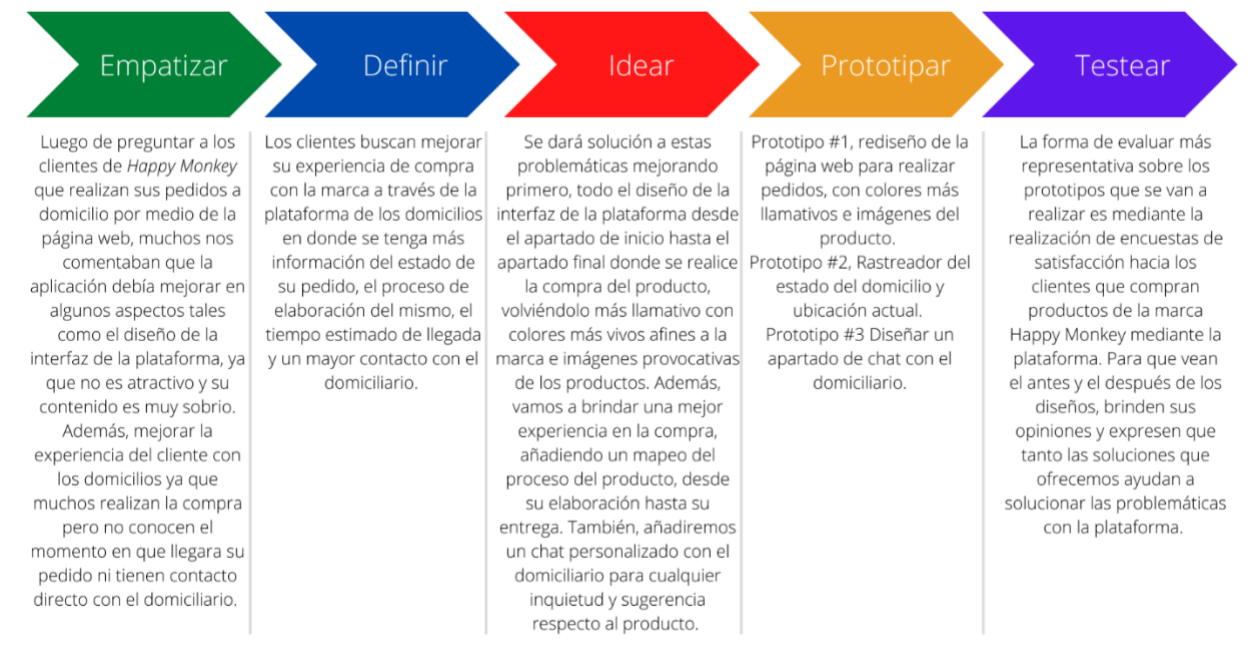 Empatizar
Definir
Idear
Prototipar
Testear
Luego de preguntar a los
clientes de Happy Monkey
que realizan sus pedidos a
domicilio por medio de la
página web, muchos nos
comentaban que la
aplicación debía mejorar en
algunos aspectos tales
como el diseño de la
interfaz de la plataforma, ya
que no es atractivo y su
contenido es muy sobrio.
Además, mejorar la
experiencia del cliente con
los domicilios ya que
muchos realizan la compra
pero no conocen el
momento en que llegara su
pedido ni tienen contacto
directo con el domiciliario.
Los clientes buscan mejorar
su experiencia de compra
con la marca a través de la
plataforma de los domicilios
en donde se tenga más
información del estado de
su pedido, el proceso de
elaboración del mismo, el
tiempo estimado de llegada
y un mayor contacto con el
domiciliario.
Se dará solución a estas
problemáticas mejorando
primero, todo el diseño de la
interfaz de la plataforma desde
el apartado de inicio hasta el
apartado final donde se realice
la compra del producto,
volviéndolo más llamativo con
colores más vivos afines a la
marca e imágenes provocativas
de los productos. Además,
vamos a brindar una mejor
experiencia en la compra,
añadiendo un mapeo del
proceso del producto, desde
su elaboración hasta su
entrega. También, añadiremos
un chat personalizado con el
domiciliario para cualquier
inquietud y sugerencia
respecto al producto.
Prototipo #1, rediseño de la
página web para realizar
pedidos, con colores más
llamativos e imágenes del
producto.
Prototipo #2, Rastreador del
estado del domicilio y
ubicación actual.
Prototipo #3 Diseñar un
apartado de chat con el
domiciliario.
La forma de evaluar más
representativa sobre los
prototipos que se van a
realizar es mediante la
realización de encuestas de
satisfacción hacia los
clientes que compran
productos de la marca
Happy Monkey mediante la
plataforma. Para que vean
el antes y el después de los
diseños, brinden sus
opiniones y expresen que
tanto las soluciones que
ofrecemos ayudan a
solucionar las problemáticas
con la plataforma.